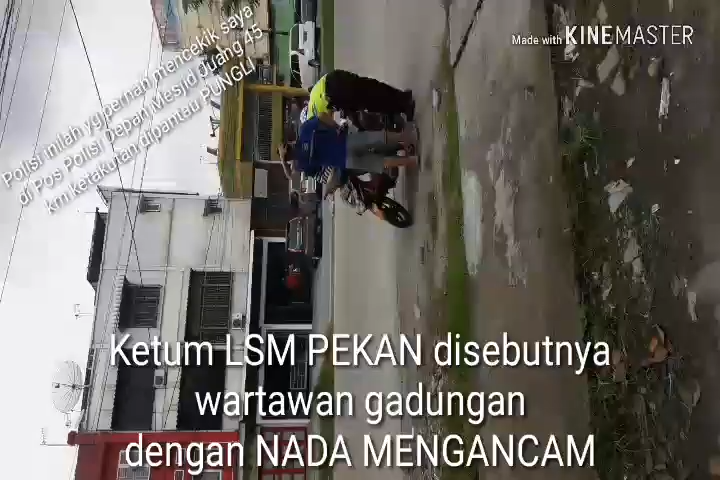 Made with KINEMASTER
Polisi inilah yg pernah mencekik saya
di Pos Polisi Depan Mesjid Juang 45
krn ketakutan dipantau PUNGLI
Ketum LSM PEKAN disebutnya
wartawan gadungan
dengan NADA MENGANCAM